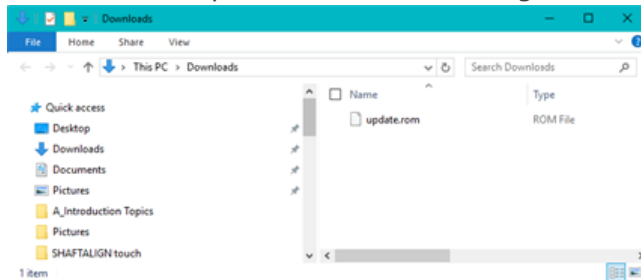 Downloads
File Home Share View
This PC > Downloads
Search Downloads
Name Type
Quick access
update.rom ROM File
Desktop
Downloads
Documents
Pictures
A_Introduction Topics
Pictures
SHAFTALIGN touch
1 item